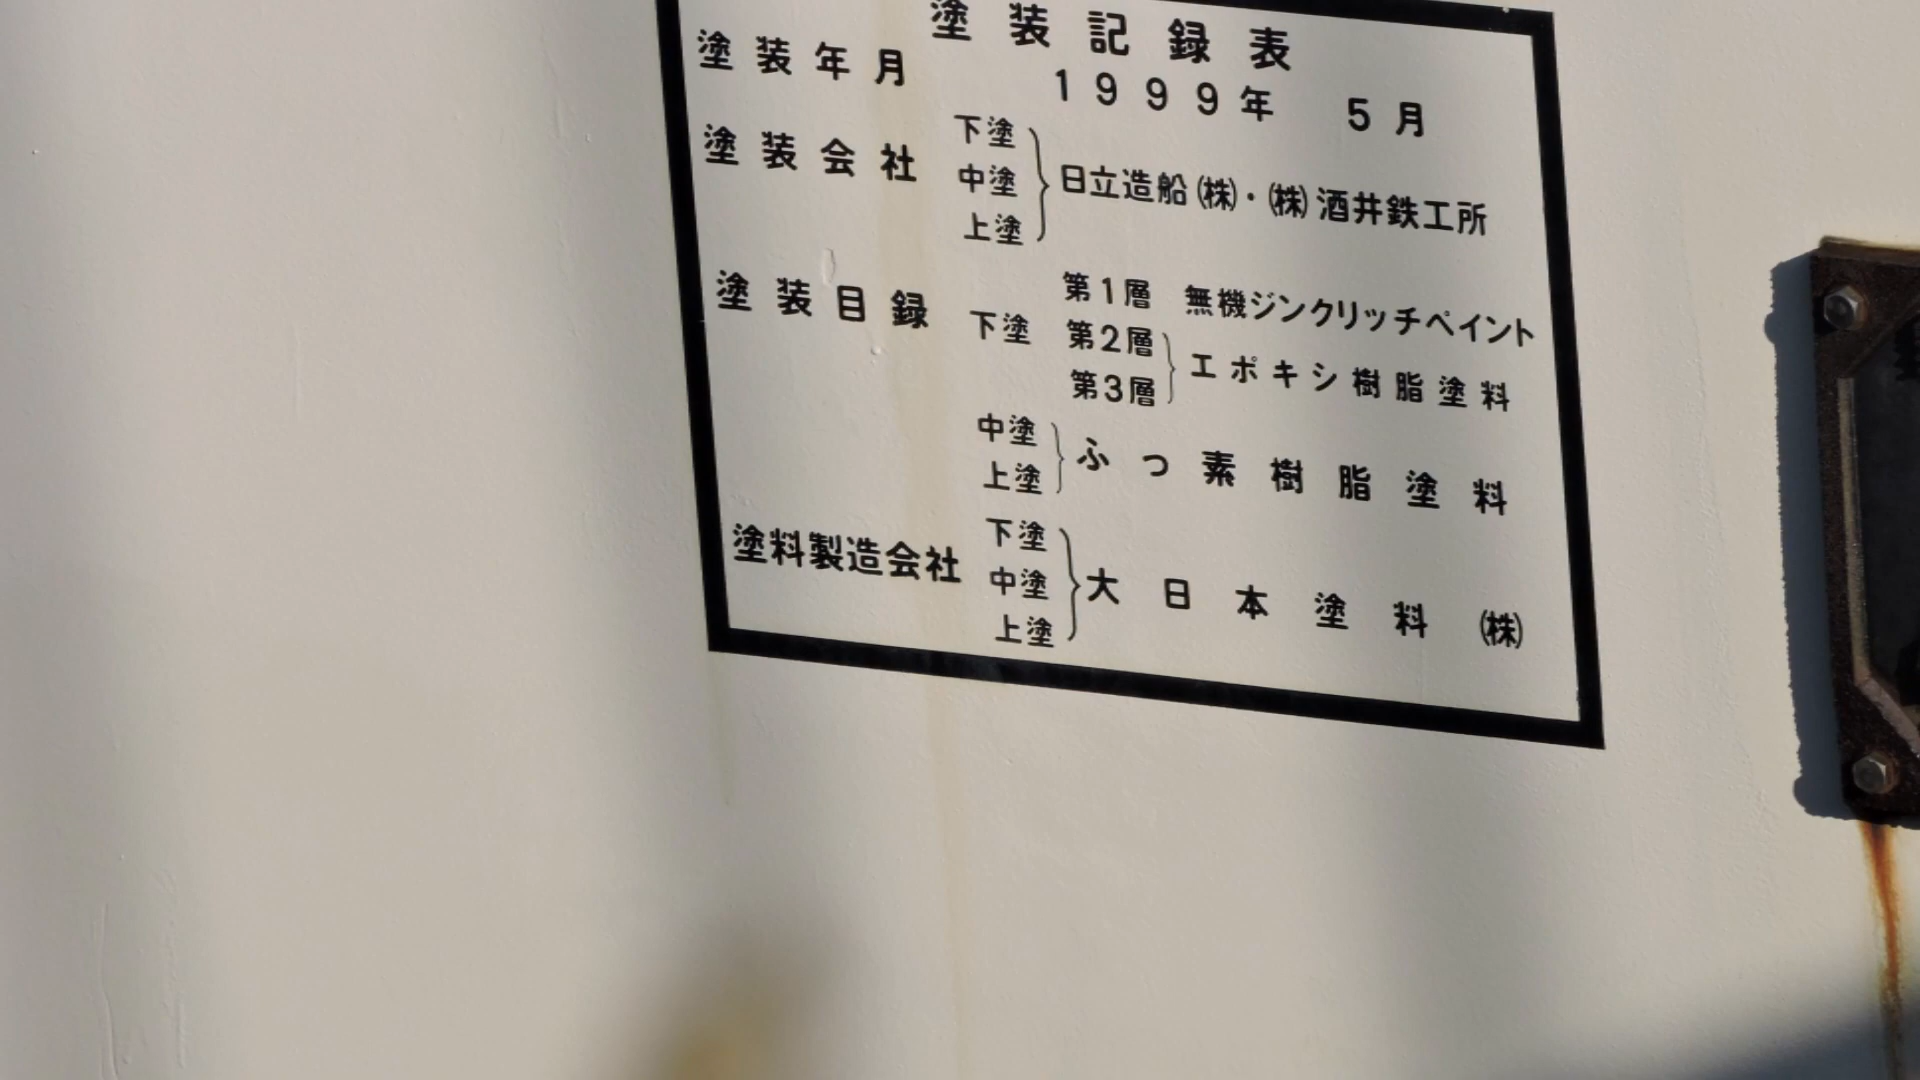 塗装記録表
塗装年月 1999年 5月
塗装会社 下塗 中塗 上塗 日立造船(株)・(株)酒井鉄工所
塗装目録 下塗 第1層 無機ジンクリッチペイント
第2層 第3層 エポキシ樹脂塗料
中塗 上塗 ふっ素樹脂塗料
塗料製造会社 下塗 中塗 上塗 大日本塗料(株)